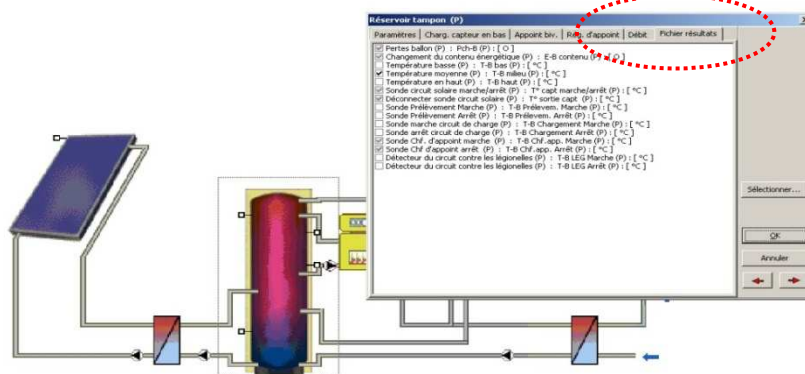 Réservoir tampon (P)
Paramètres Charg. capteur en bas Appoint biv. Rég. d'appoint Débit Fichier résultats
Pertes ballon (P) : Pch-B (P) : [ O ]
Changement du contenu énergétique (P) : E-B contenu (P) : [ O ]
Température basse (P) : T-B bas (P) : [ °C ]
Température moyenne (P) : T-B milieu (P) : [ °C ]
Température en haut (P) : T-B haut (P) : [ °C ]
Sonde circuit solaire marche/arrêt (P) : T° capt marche/arrêt (P) : [ °C ]
Déconnecter sonde circuit solaire (P) : T° sortie capt (P) : [ °C ]
Sonde Prélèvement Marche (P) : T-B Prélevem. Marche (P) : [ °C ]
Sonde Prélèvement Arrêt (P) : T-B Prélevem. Arrêt (P) : [ °C ]
Sonde marche circuit de charge (P) : T-B Chargement Marche (P) : [ °C ]
Sonde arrêt circuit de charge (P) : T-B Chargement Arrêt (P) : [ °C ]
Sonde Chf. d'appoint marche (P) : T-B Chf.app. Marche (P) : [ °C ]
Sonde Chf d'appoint arrêt (P) : T-B Chf.app. Arrêt (P) : [ °C ]
Détecteur du circuit contre les légionelles (P) : T-B LEG Marche (P) : [ °C ]
Détecteur du circuit contre les légionelles (P) : T-B LEG Arrêt (P) : [ °C ]
Sélectionner...
OK
Annuler